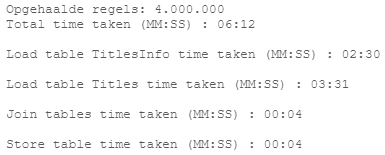 Opgehaalde regels: 4.000.000
Total time taken (MM:SS) : 06:12
Load table TitlesInfo time taken (MM:SS) : 02:30
Load table Titles time taken (MM:SS) : 03:31
Join tables time taken (MM:SS) : 00:04
Store table time taken (MM:SS) : 00:04